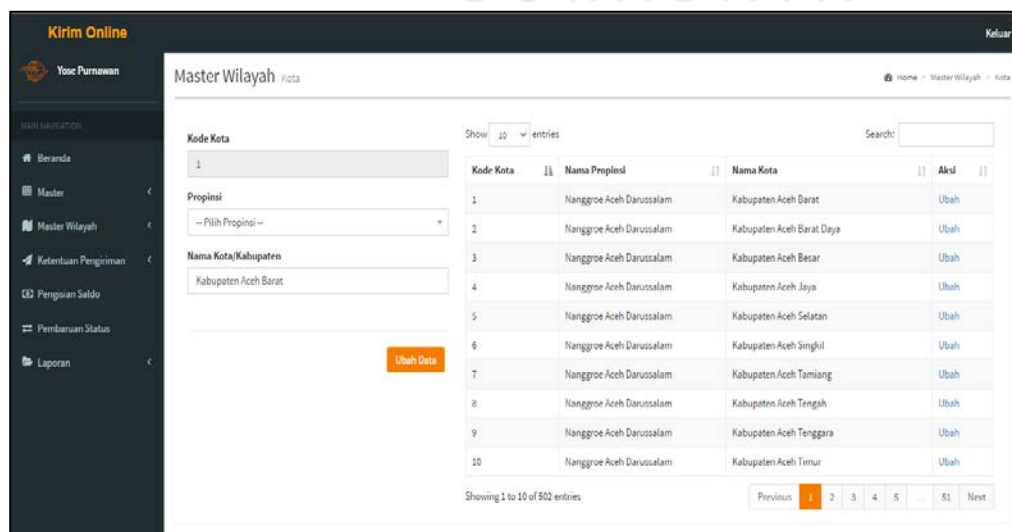 Kirim Online
Keluar
Yose Purnawan
Master Wilayah Kota
Home > Master Wilayah > Kota
MAIN NAVIGATION
Beranda
Master
Master Wilayah
Ketentuan Pengiriman
Pengisian Saldo
Pembaruan Status
Laporan
Kode Kota
1
Propinsi
-- Pilih Propinsi --
Nama Kota/Kabupaten
Kabupaten Aceh Barat
Ubah Data
Show 10 entries
Search:
Kode Kota Nama Propinsi Nama Kota Aksi
1 Nanggroe Aceh Darussalam Kabupaten Aceh Barat Ubah
2 Nanggroe Aceh Darussalam Kabupaten Aceh Barat Daya Ubah
3 Nanggroe Aceh Darussalam Kabupaten Aceh Besar Ubah
4 Nanggroe Aceh Darussalam Kabupaten Aceh Jaya Ubah
5 Nanggroe Aceh Darussalam Kabupaten Aceh Selatan Ubah
6 Nanggroe Aceh Darussalam Kabupaten Aceh Singkil Ubah
7 Nanggroe Aceh Darussalam Kabupaten Aceh Tamiang Ubah
8 Nanggroe Aceh Darussalam Kabupaten Aceh Tengah Ubah
9 Nanggroe Aceh Darussalam Kabupaten Aceh Tenggara Ubah
10 Nanggroe Aceh Darussalam Kabupaten Aceh Timur Ubah
Showing 1 to 10 of 502 entries
Previous 1 2 3 4 5 ... 51 Next